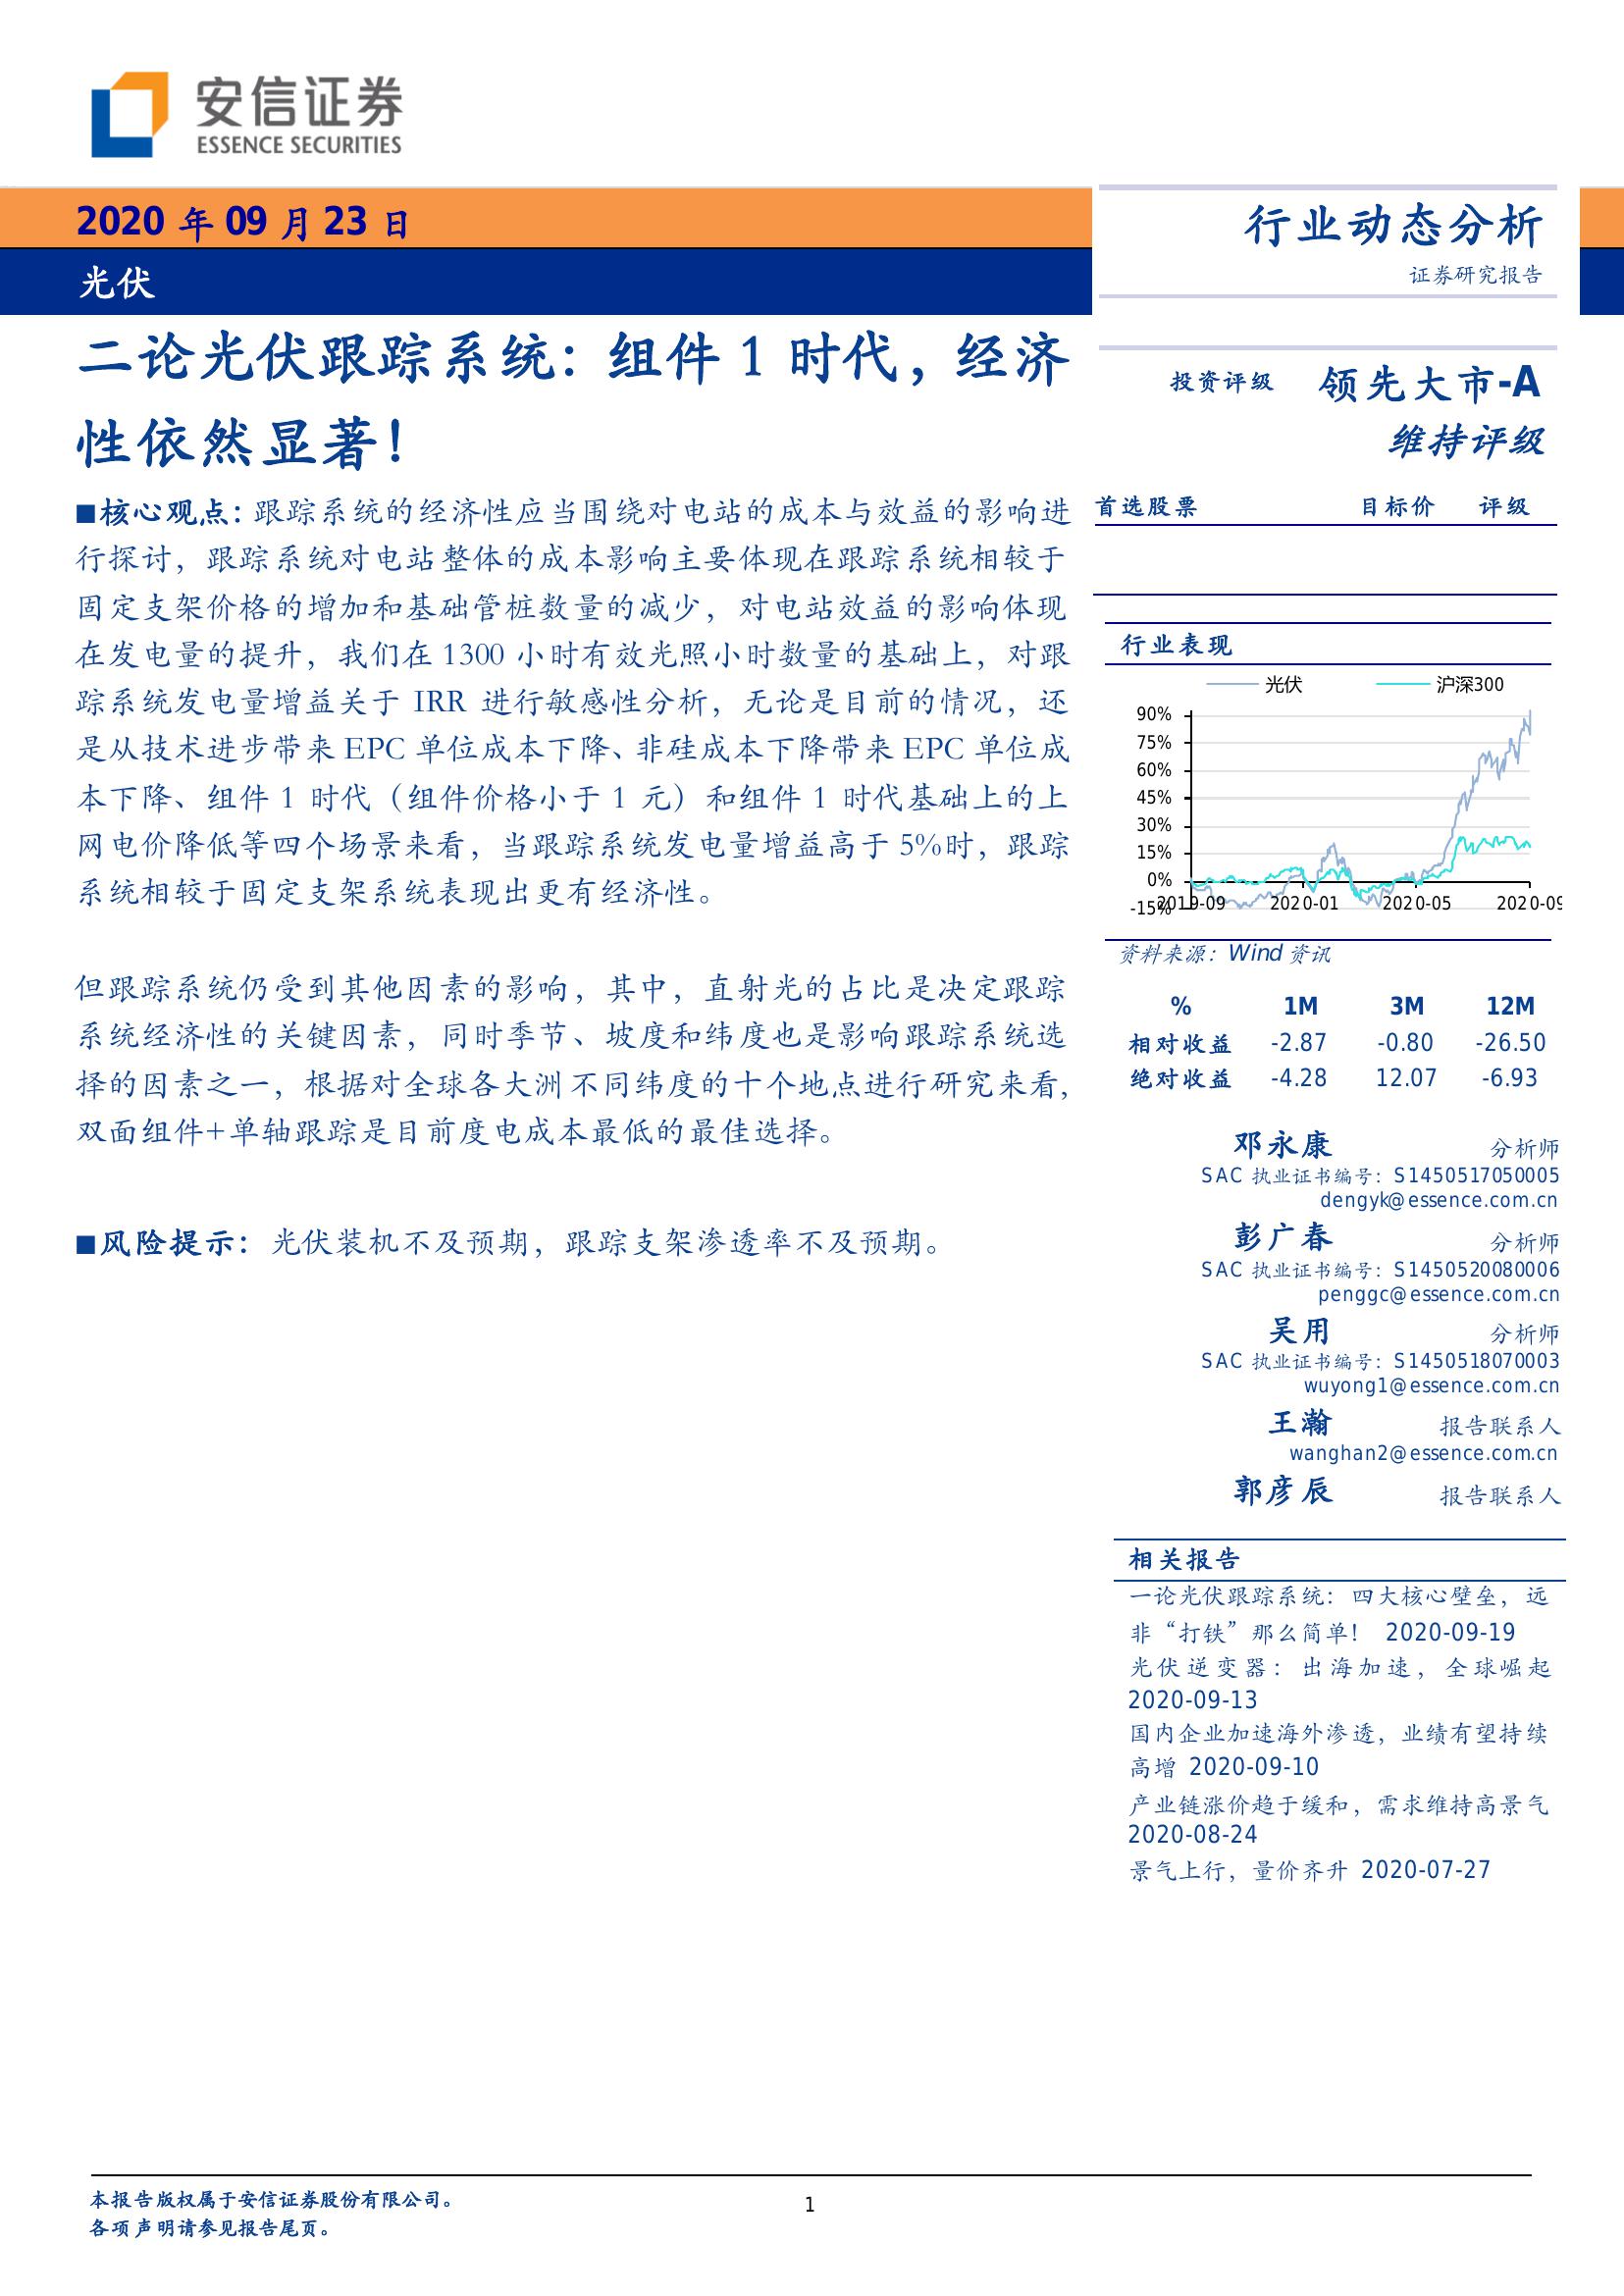 安信证券
ESSENCE SECURITIES
2020 年 09 月 23 日
光伏
行业动态分析
证券研究报告
二论光伏跟踪系统：组件 1 时代，经济
性依然显著！
■核心观点：跟踪系统的经济性应当围绕对电站的成本与效益的影响进
行探讨，跟踪系统对电站整体的成本影响主要体现在跟踪系统相较于
固定支架价格的增加和基础管桩数量的减少，对电站效益的影响体现
在发电量的提升，我们在 1300 小时有效光照小时数量的基础上，对跟
踪系统发电量增益关于 IRR 进行敏感性分析，无论是目前的情况，还
是从技术进步带来 EPC 单位成本下降、非硅成本下降带来 EPC 单位成
本下降、组件 1 时代（组件价格小于 1 元）和组件 1 时代基础上的上
网电价降低等四个场景来看，当跟踪系统发电量增益高于 5%时，跟踪
系统相较于固定支架系统表现出更有经济性。
但跟踪系统仍受到其他因素的影响，其中，直射光的占比是决定跟踪
系统经济性的关键因素，同时季节、坡度和纬度也是影响跟踪系统选
择的因素之一，根据对全球各大洲不同纬度的十个地点进行研究来看，
双面组件+单轴跟踪是目前度电成本最低的最佳选择。
■风险提示：光伏装机不及预期，跟踪支架渗透率不及预期。
投资评级 领先大市-A
维持评级
首选股票 目标价 评级
行业表现
光伏 沪深300
90%
75%
60%
45%
30%
15%
0%
-15%
2019-09 2020-01 2020-05 2020-09
资料来源：Wind 资讯
% 1M 3M 12M
相对收益 -2.87 -0.80 -26.50
绝对收益 -4.28 12.07 -6.93
邓永康 分析师
SAC 执业证书编号：S1450517050005
dengyk@essence.com.cn
彭广春 分析师
SAC 执业证书编号：S1450520080006
penggc@essence.com.cn
吴用 分析师
SAC 执业证书编号：S1450518070003
wuyong1@essence.com.cn
王瀚 报告联系人
wanghan2@essence.com.cn
郭彦辰 报告联系人
相关报告
一论光伏跟踪系统：四大核心壁垒，远
非“打铁”那么简单！ 2020-09-19
光伏逆变器：出海加速，全球崛起
2020-09-13
国内企业加速海外渗透，业绩有望持续
高增 2020-09-10
产业链涨价趋于缓和，需求维持高景气
2020-08-24
景气上行，量价齐升 2020-07-27
本报告版权属于安信证券股份有限公司。
各项声明请参见报告尾页。
1